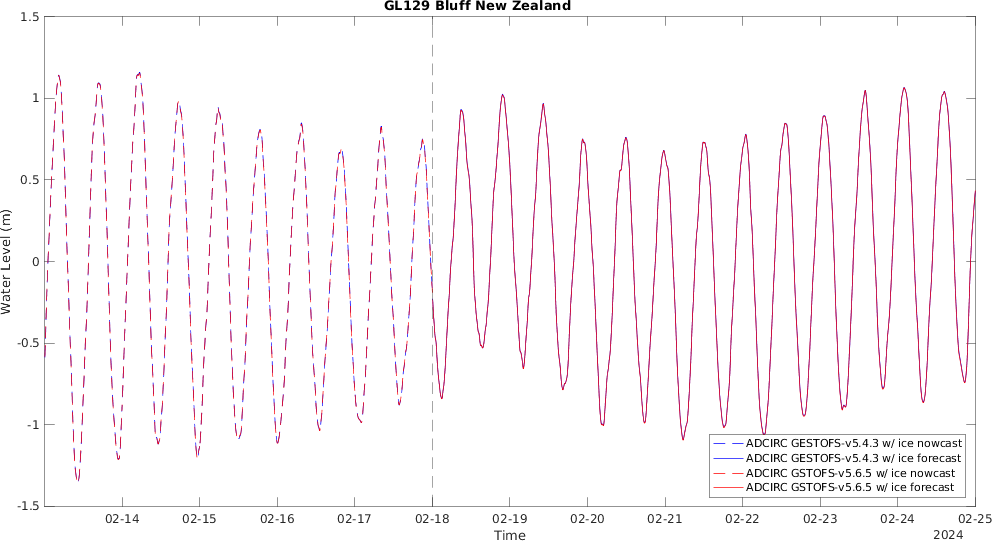 GL129 Bluff New Zealand
1.5
1
0.5
0
-0.5
-1
-1.5
Water Level (m)
02-14 02-15 02-16 02-17 02-18 02-19 02-20 02-21 02-22 02-23 02-24 02-25
Time
2024
ADCIRC GESTOFS-v5.4.3 w/ ice nowcast
ADCIRC GESTOFS-v5.4.3 w/ ice forecast
ADCIRC GSTOFS-v5.6.5 w/ ice nowcast
ADCIRC GSTOFS-v5.6.5 w/ ice forecast